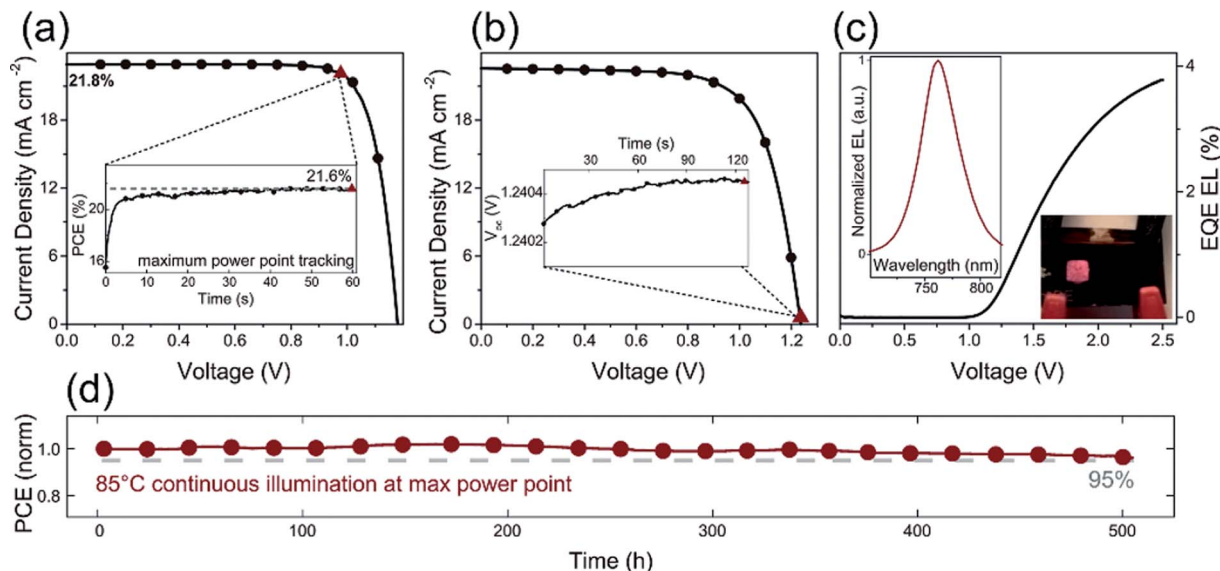 (a)
Current Density (mA cm⁻²)
24
18
12
6
0
21.8%
21.6%
PCE (%)
20
16
maximum power point tracking
0 10 20 30 40 50 60
Time (s)
0.0 0.2 0.4 0.6 0.8 1.0
Voltage (V)
(b)
Current Density (mA cm⁻²)
24
18
12
6
0
Time (s)
30 60 90 120
V_oc (V)
1.2404
1.2402
0.0 0.2 0.4 0.6 0.8 1.0 1.2
Voltage (V)
(c)
Normalized EL (a.u.)
1
0
Wavelength (nm)
750 800
EQE EL (%)
4
2
0
0.0 0.5 1.0 1.5 2.0 2.5
Voltage (V)
(d)
PCE (norm)
1.0
0.8
85°C continuous illumination at max power point
95%
0 100 200 300 400 500
Time (h)